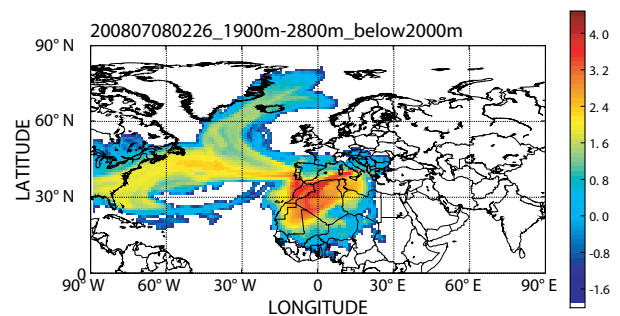 200807080226_1900m-2800m_below2000m
90° N
60° N
30° N
0
LATITUDE
90° W
60° W
30° W
0
30° E
60° E
90° E
LONGITUDE
4.0
3.2
2.4
1.6
0.8
0.0
-0.8
-1.6